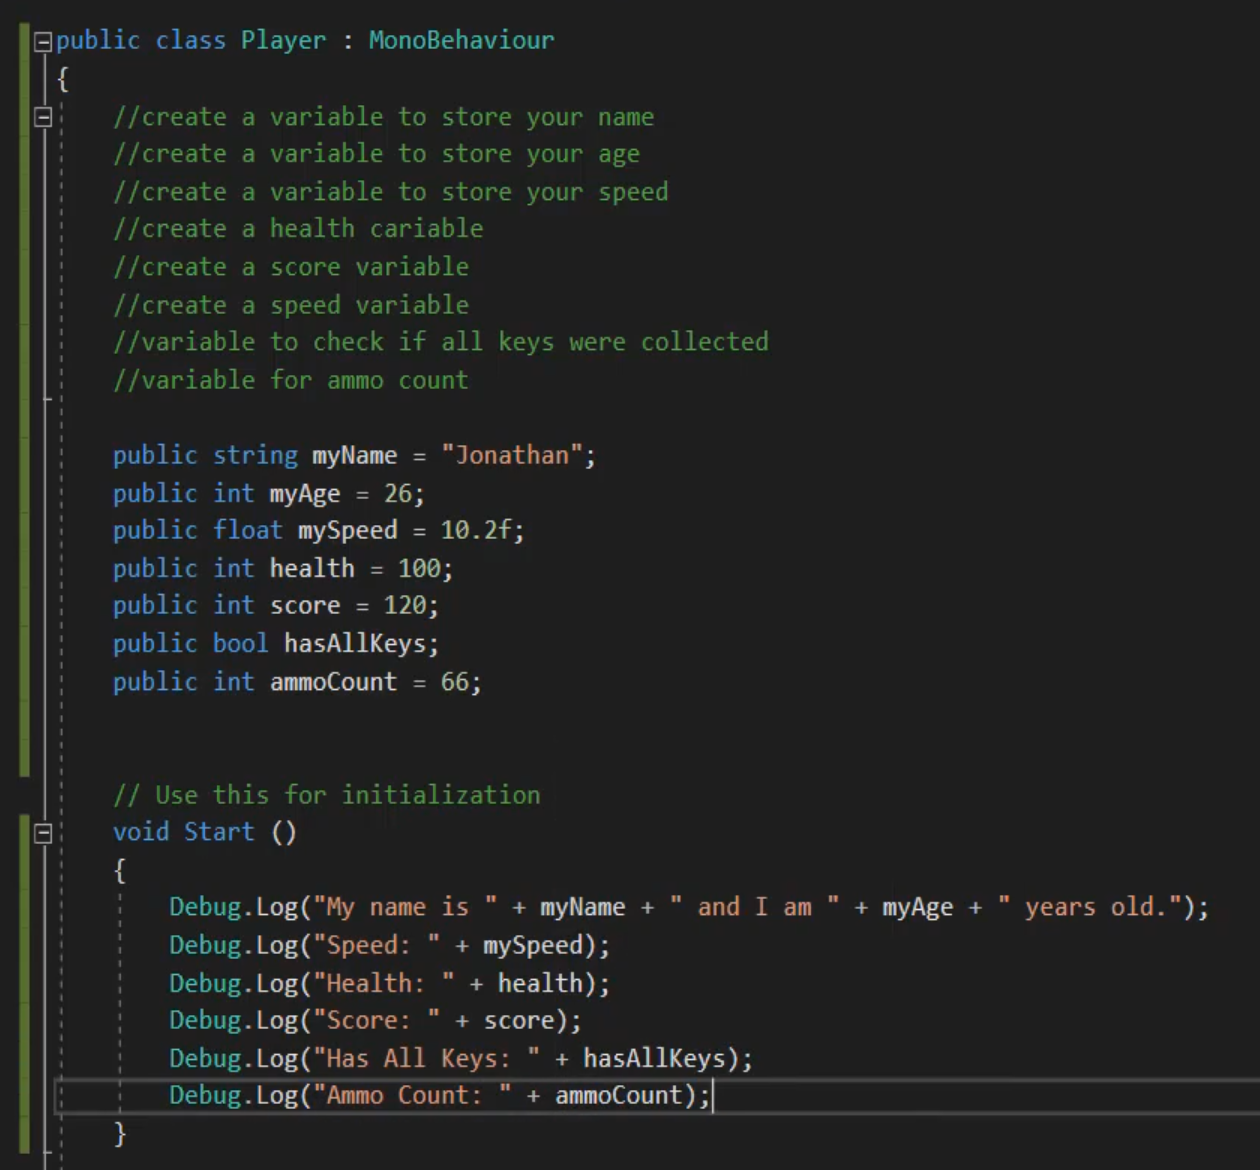 public class Player : MonoBehaviour
{
//create a variable to store your name
//create a variable to store your age
//create a variable to store your speed
//create a health cariable
//create a score variable
//create a speed variable
//variable to check if all keys were collected
//variable for ammo count
public string myName = "Jonathan";
public int myAge = 26;
public float mySpeed = 10.2f;
public int health = 100;
public int score = 120;
public bool hasAllKeys;
public int ammoCount = 66;
// Use this for initialization
void Start ()
{
Debug.Log("My name is " + myName + " and I am " + myAge + " years old.");
Debug.Log("Speed: " + mySpeed);
Debug.Log("Health: " + health);
Debug.Log("Score: " + score);
Debug.Log("Has All Keys: " + hasAllKeys);
Debug.Log("Ammo Count: " + ammoCount);
}